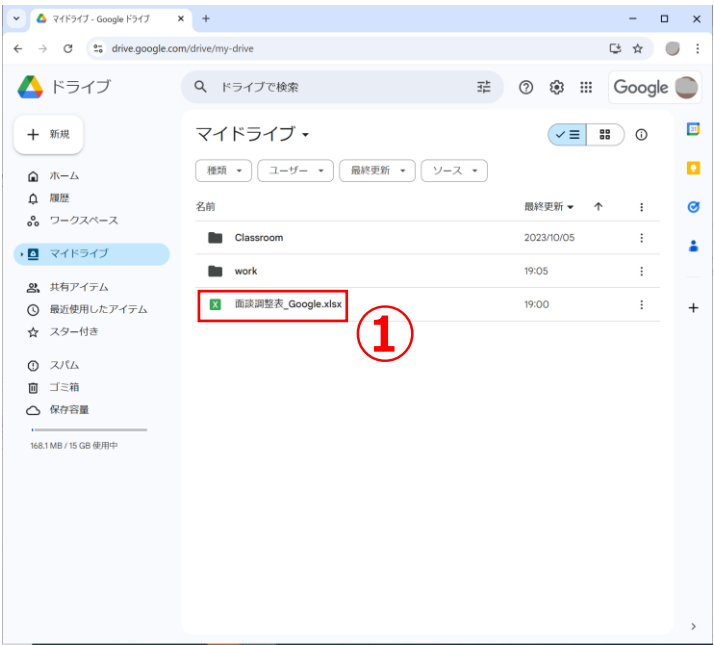 マイドライブ - Google ドライブ
drive.google.com/drive/my-drive
ドライブ
ドライブで検索
Google
新規
マイドライブ
種類 ユーザー 最終更新 ソース
名前 最終更新
Classroom 2023/10/05
work 19:05
面談調整表_Google.xlsx 19:00
①
ホーム
履歴
ワークスペース
マイドライブ
共有アイテム
最近使用したアイテム
スター付き
スパム
ゴミ箱
保存容量
168.1 MB / 15 GB 使用中
31